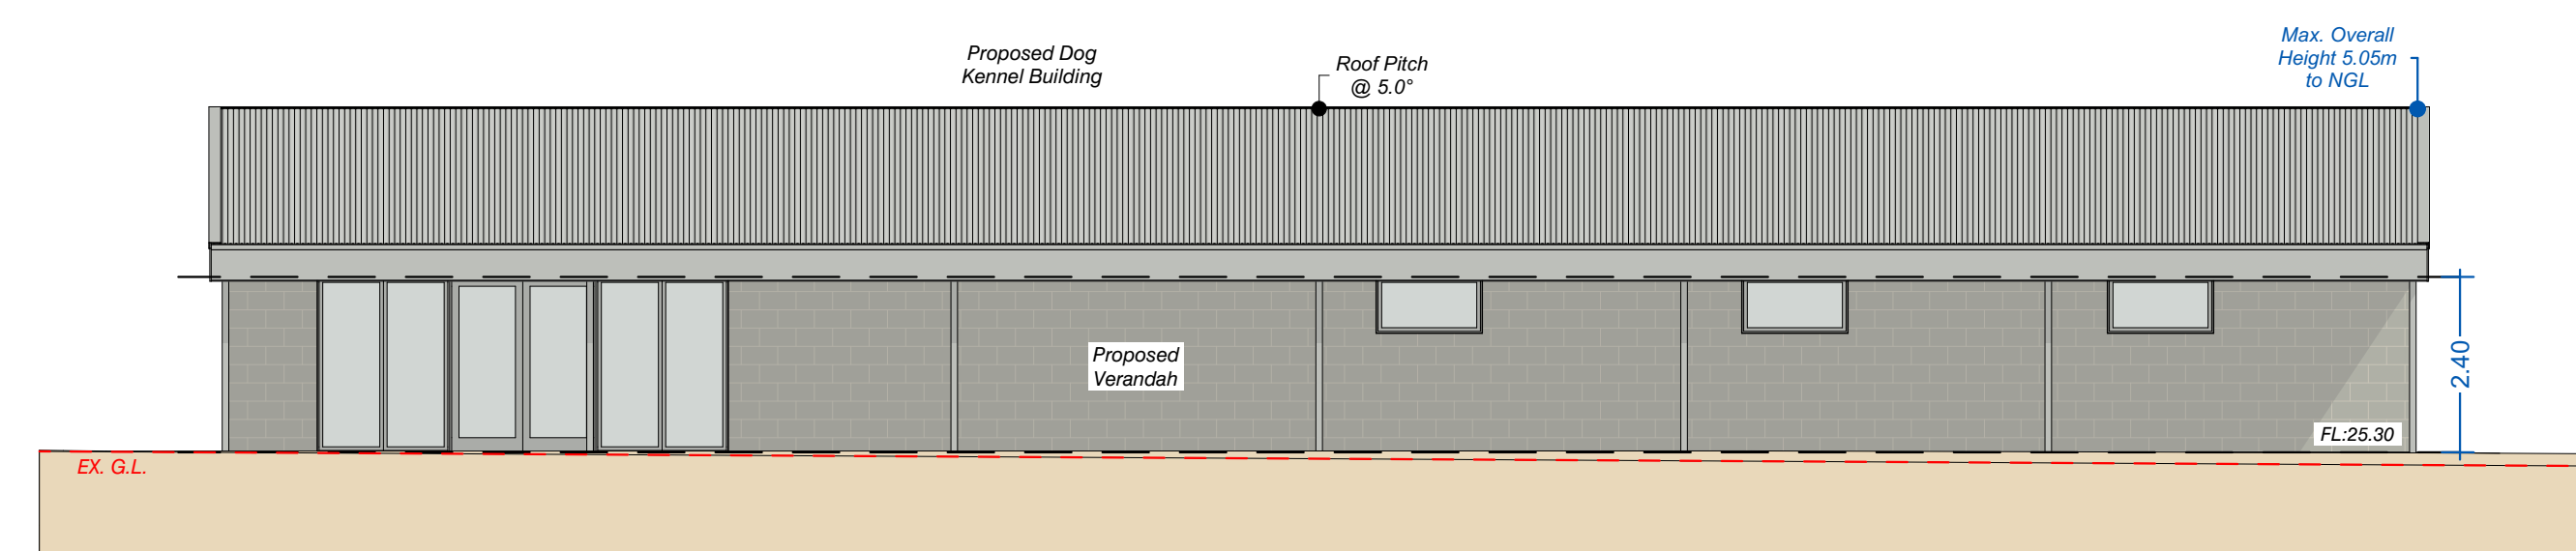 Proposed Dog
Kennel Building
Roof Pitch
@ 5.0°
Max. Overall
Height 5.05m
to NGL
Proposed
Verandah
2.40
FL:25.30
EX. G.L.